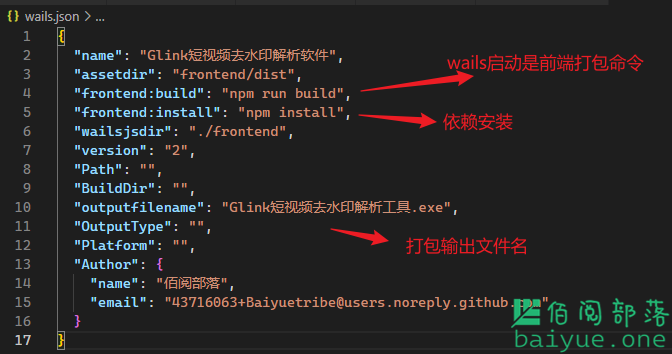 wails.json > ...
1 {
2 "name": "Glink短视频去水印解析软件",
3 "assetdir": "frontend/dist",
4 "frontend:build": "npm run build",
5 "frontend:install": "npm install",
6 "wailsjsdir": "./frontend",
7 "version": "2",
8 "Path": "",
9 "BuildDir": "",
10 "outputfilename": "Glink短视频去水印解析工具.exe",
11 "OutputType": "",
12 "Platform": "",
13 "Author": {
14 "name": "佰阅部落",
15 "email": "43716063+Baiyuetribe@users.noreply.github.com"
16 }
17 }
wails启动是前端打包命令
依赖安装
打包输出文件名
佰阅部落
baiyue.one